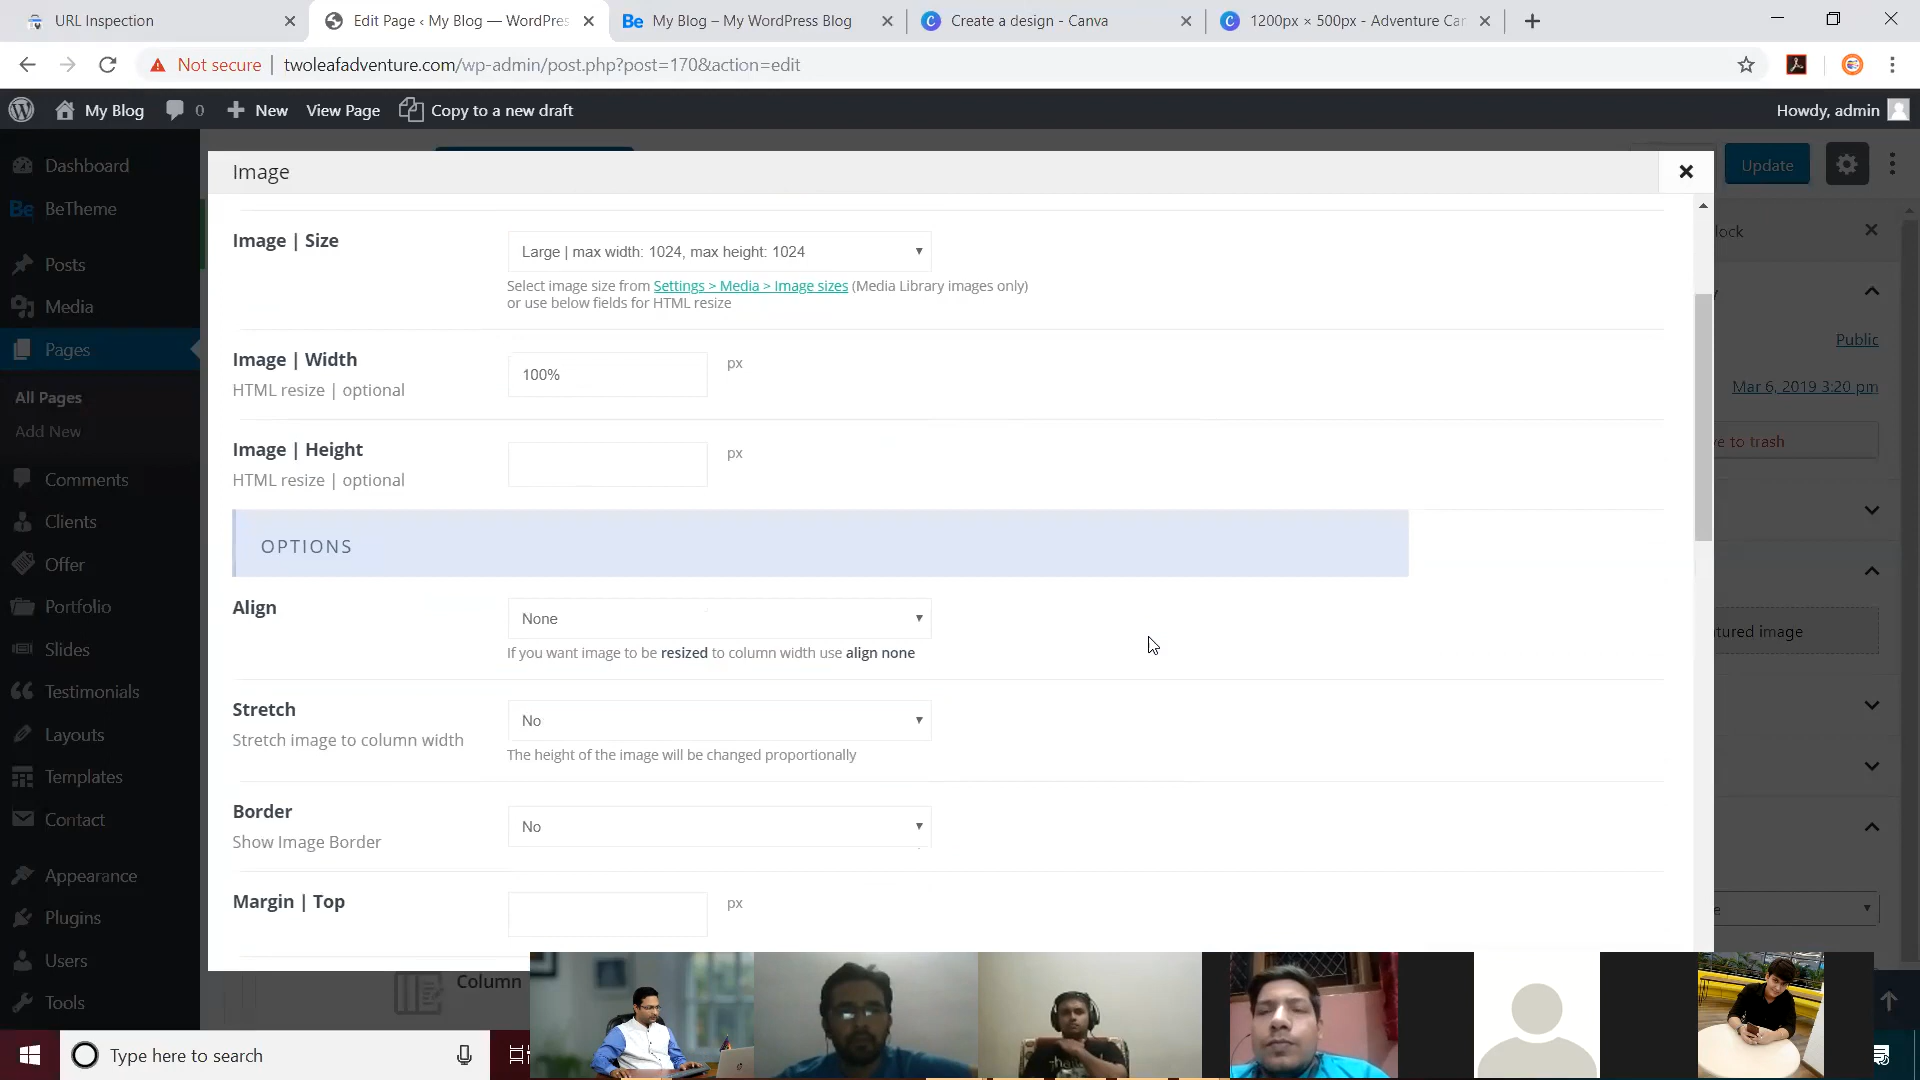 URL Inspection
Edit Page ‹ My Blog — WordPres
Be My Blog – My WordPress Blog
C Create a design - Canva
C 1200px × 500px - Adventure Car
Not secure | twoleafadventure.com/wp-admin/post.php?post=170&action=edit
My Blog 0 New View Page Copy to a new draft Howdy, admin
Dashboard
Be BeTheme
Posts
Media
Pages
All Pages
Add New
Comments
Clients
Offer
Portfolio
Slides
Testimonials
Layouts
Templates
Contact
Appearance
Plugins
Users
Tools
Image
Image | Size
Large | max width: 1024, max height: 1024
Select image size from Settings > Media > Image sizes (Media Library images only)
or use below fields for HTML resize
Image | Width
HTML resize | optional
100% px
Image | Height
HTML resize | optional
px
OPTIONS
Align
None
If you want image to be resized to column width use align none
Stretch
Stretch image to column width
No
The height of the image will be changed proportionally
Border
Show Image Border
No
Margin | Top
px
Column
Update
lock
Public
Mar 6, 2019 3:20 pm
ve to trash
tured image
Type here to search